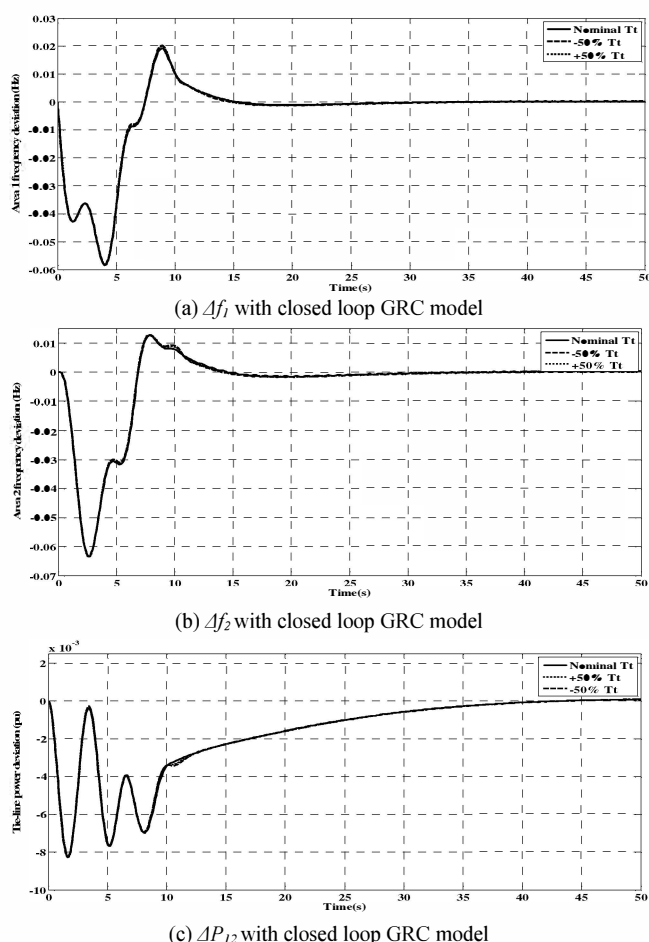 0.03
0.02
0.01
0
-0.01
-0.02
-0.03
-0.04
-0.05
-0.06
Area 1 frequency deviation (Hz)
Nominal Tt
-50% Tt
+50% Tt
0 5 10 15 20 25 30 35 40 45 50
Time(s)
(a) Δf1 with closed loop GRC model
0.01
0
-0.01
-0.02
-0.03
-0.04
-0.05
-0.06
-0.07
Area 2 frequency deviation (Hz)
Nominal Tt
-50% Tt
+50% Tt
0 5 10 15 20 25 30 35 40 45 50
Time(s)
(b) Δf2 with closed loop GRC model
x 10⁻³
2
0
-2
-4
-6
-8
-10
Tie-line power deviation (pu)
Nominal Tt
+50% Tt
-50% Tt
0 5 10 15 20 25 30 35 40 45 50
Time(s)
(c) ΔP12 with closed loop GRC model